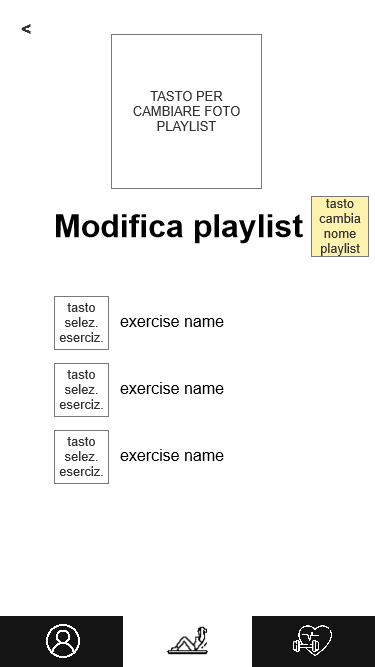 <
TASTO PER
CAMBIARE FOTO
PLAYLIST
Modifica playlist
tasto
cambia
nome
playlist
tasto
selez.
eserciz.
exercise name
tasto
selez.
eserciz.
exercise name
tasto
selez.
eserciz.
exercise name